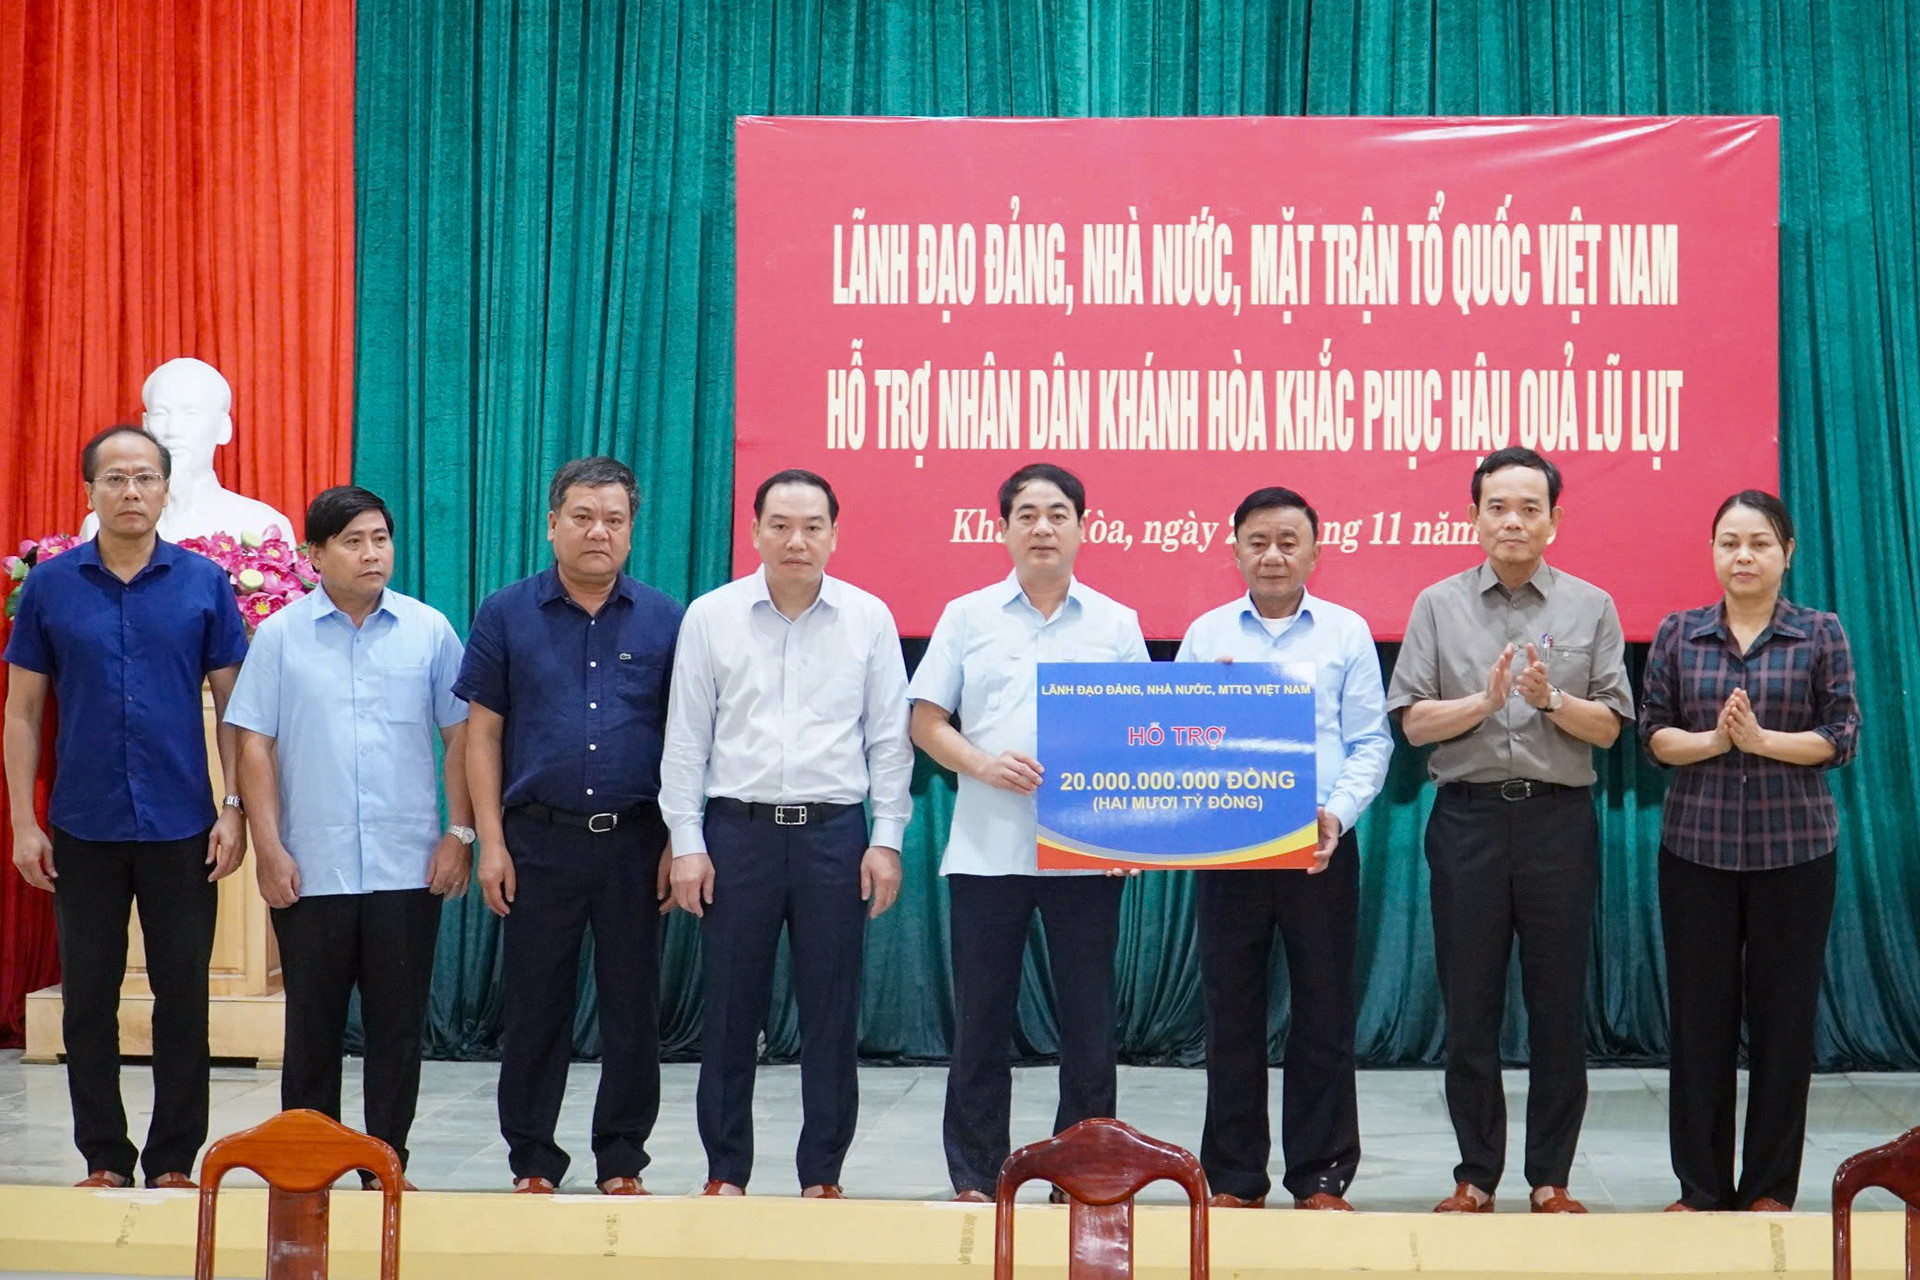 LÃNH ĐẠO ĐẢNG, NHÀ NƯỚC, MẶT TRẬN TỔ QUỐC VIỆT NAM
HỖ TRỢ NHÂN DÂN KHÁNH HÒA KHẮC PHỤC HẬU QUẢ LŨ LỤT
ngày 11 năm
LÃNH ĐẠO ĐẢNG, NHÀ NƯỚC, MTTQ VIỆT NAM
HỖ TRỢ
20.000.000.000 ĐỒNG
(HAI MƯƠI TỶ ĐỒNG)